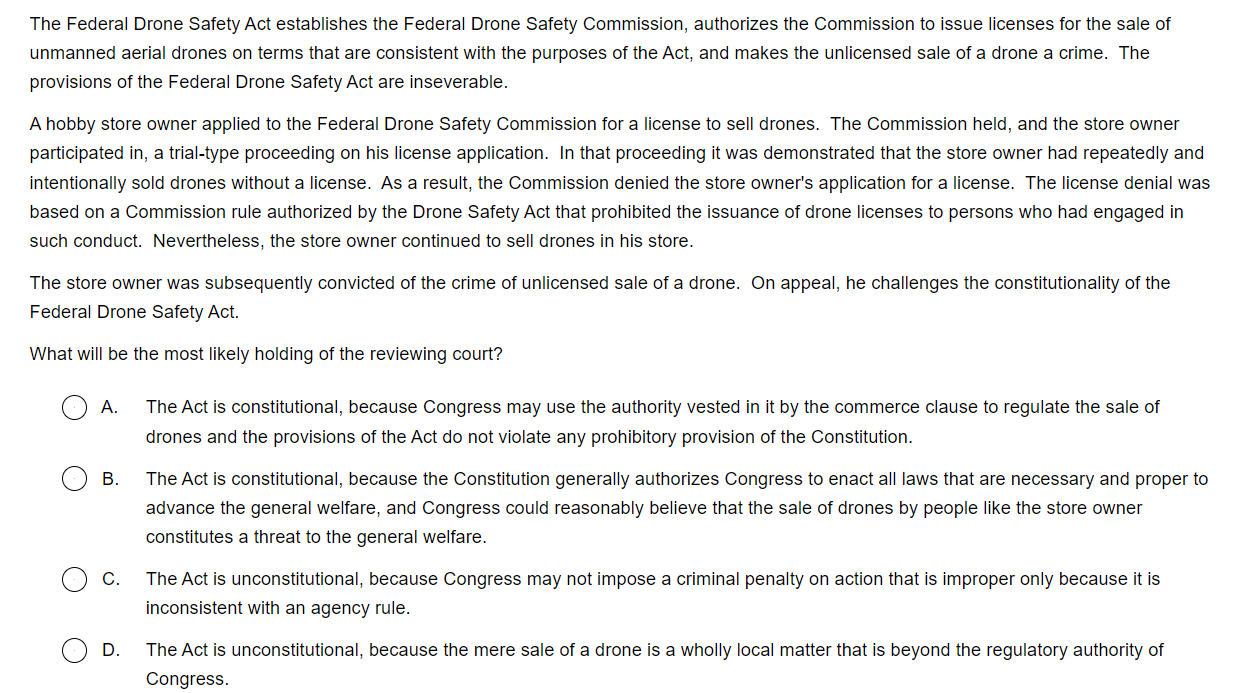 The Federal Drone Safety Act establishes the Federal Drone Safety Commission, authorizes the Commission to issue licenses for the sale of
unmanned aerial drones on terms that are consistent with the purposes of the Act, and makes the unlicensed sale of a drone a crime. The
provisions of the Federal Drone Safety Act are inseverable.
A hobby store owner applied to the Federal Drone Safety Commission for a license to sell drones. The Commission held, and the store owner
participated in, a trial-type proceeding on his license application. In that proceeding it was demonstrated that the store owner had repeatedly and
intentionally sold drones without a license. As a result, the Commission denied the store owner's application for a license. The license denial was
based on a Commission rule authorized by the Drone Safety Act that prohibited the issuance of drone licenses to persons who had engaged in
such conduct. Nevertheless, the store owner continued to sell drones in his store.
The store owner was subsequently convicted of the crime of unlicensed sale of a drone. On appeal, he challenges the constitutionality of the
Federal Drone Safety Act.
What will be the most likely holding of the reviewing court?
A. The Act is constitutional, because Congress may use the authority vested in it by the commerce clause to regulate the sale of
drones and the provisions of the Act do not violate any prohibitory provision of the Constitution.
B. The Act is constitutional, because the Constitution generally authorizes Congress to enact all laws that are necessary and proper to
advance the general welfare, and Congress could reasonably believe that the sale of drones by people like the store owner
constitutes a threat to the general welfare.
C. The Act is unconstitutional, because Congress may not impose a criminal penalty on action that is improper only because it is
inconsistent with an agency rule.
D. The Act is unconstitutional, because the mere sale of a drone is a wholly local matter that is beyond the regulatory authority of
Congress.